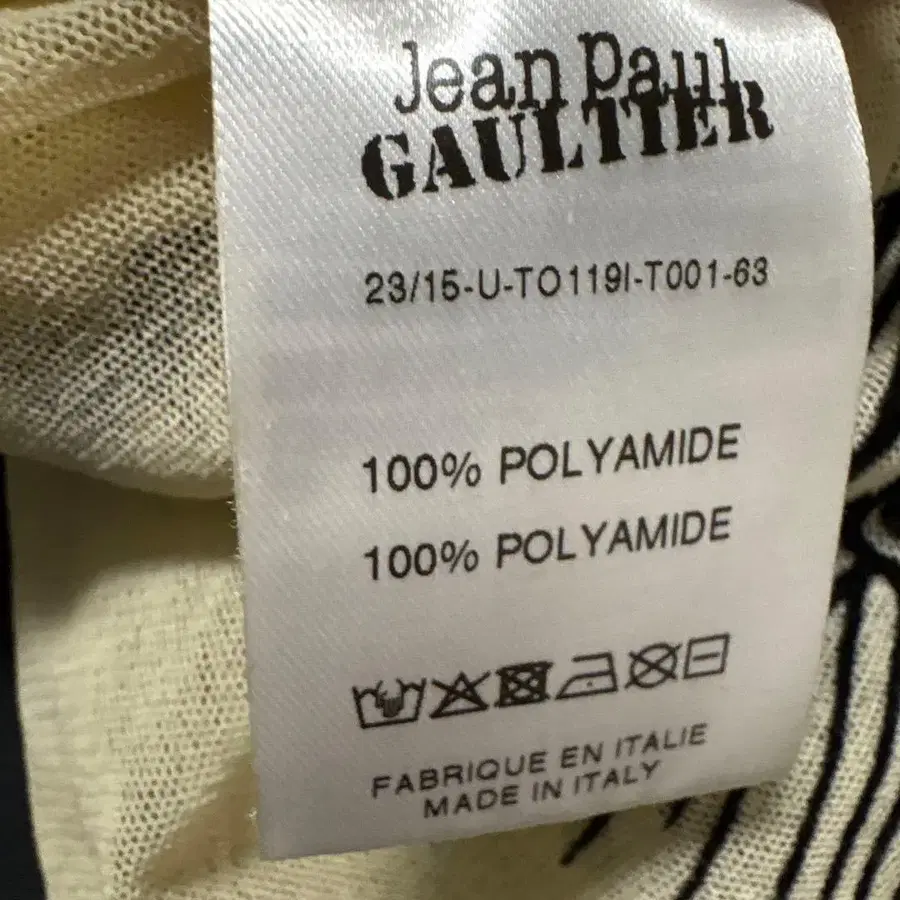 Jean Paul
GAULTIER
23/15-U-TO119I-T001-63
100% POLYAMIDE
100% POLYAMIDE
FABRIQUE EN ITALIE
MADE IN ITALY